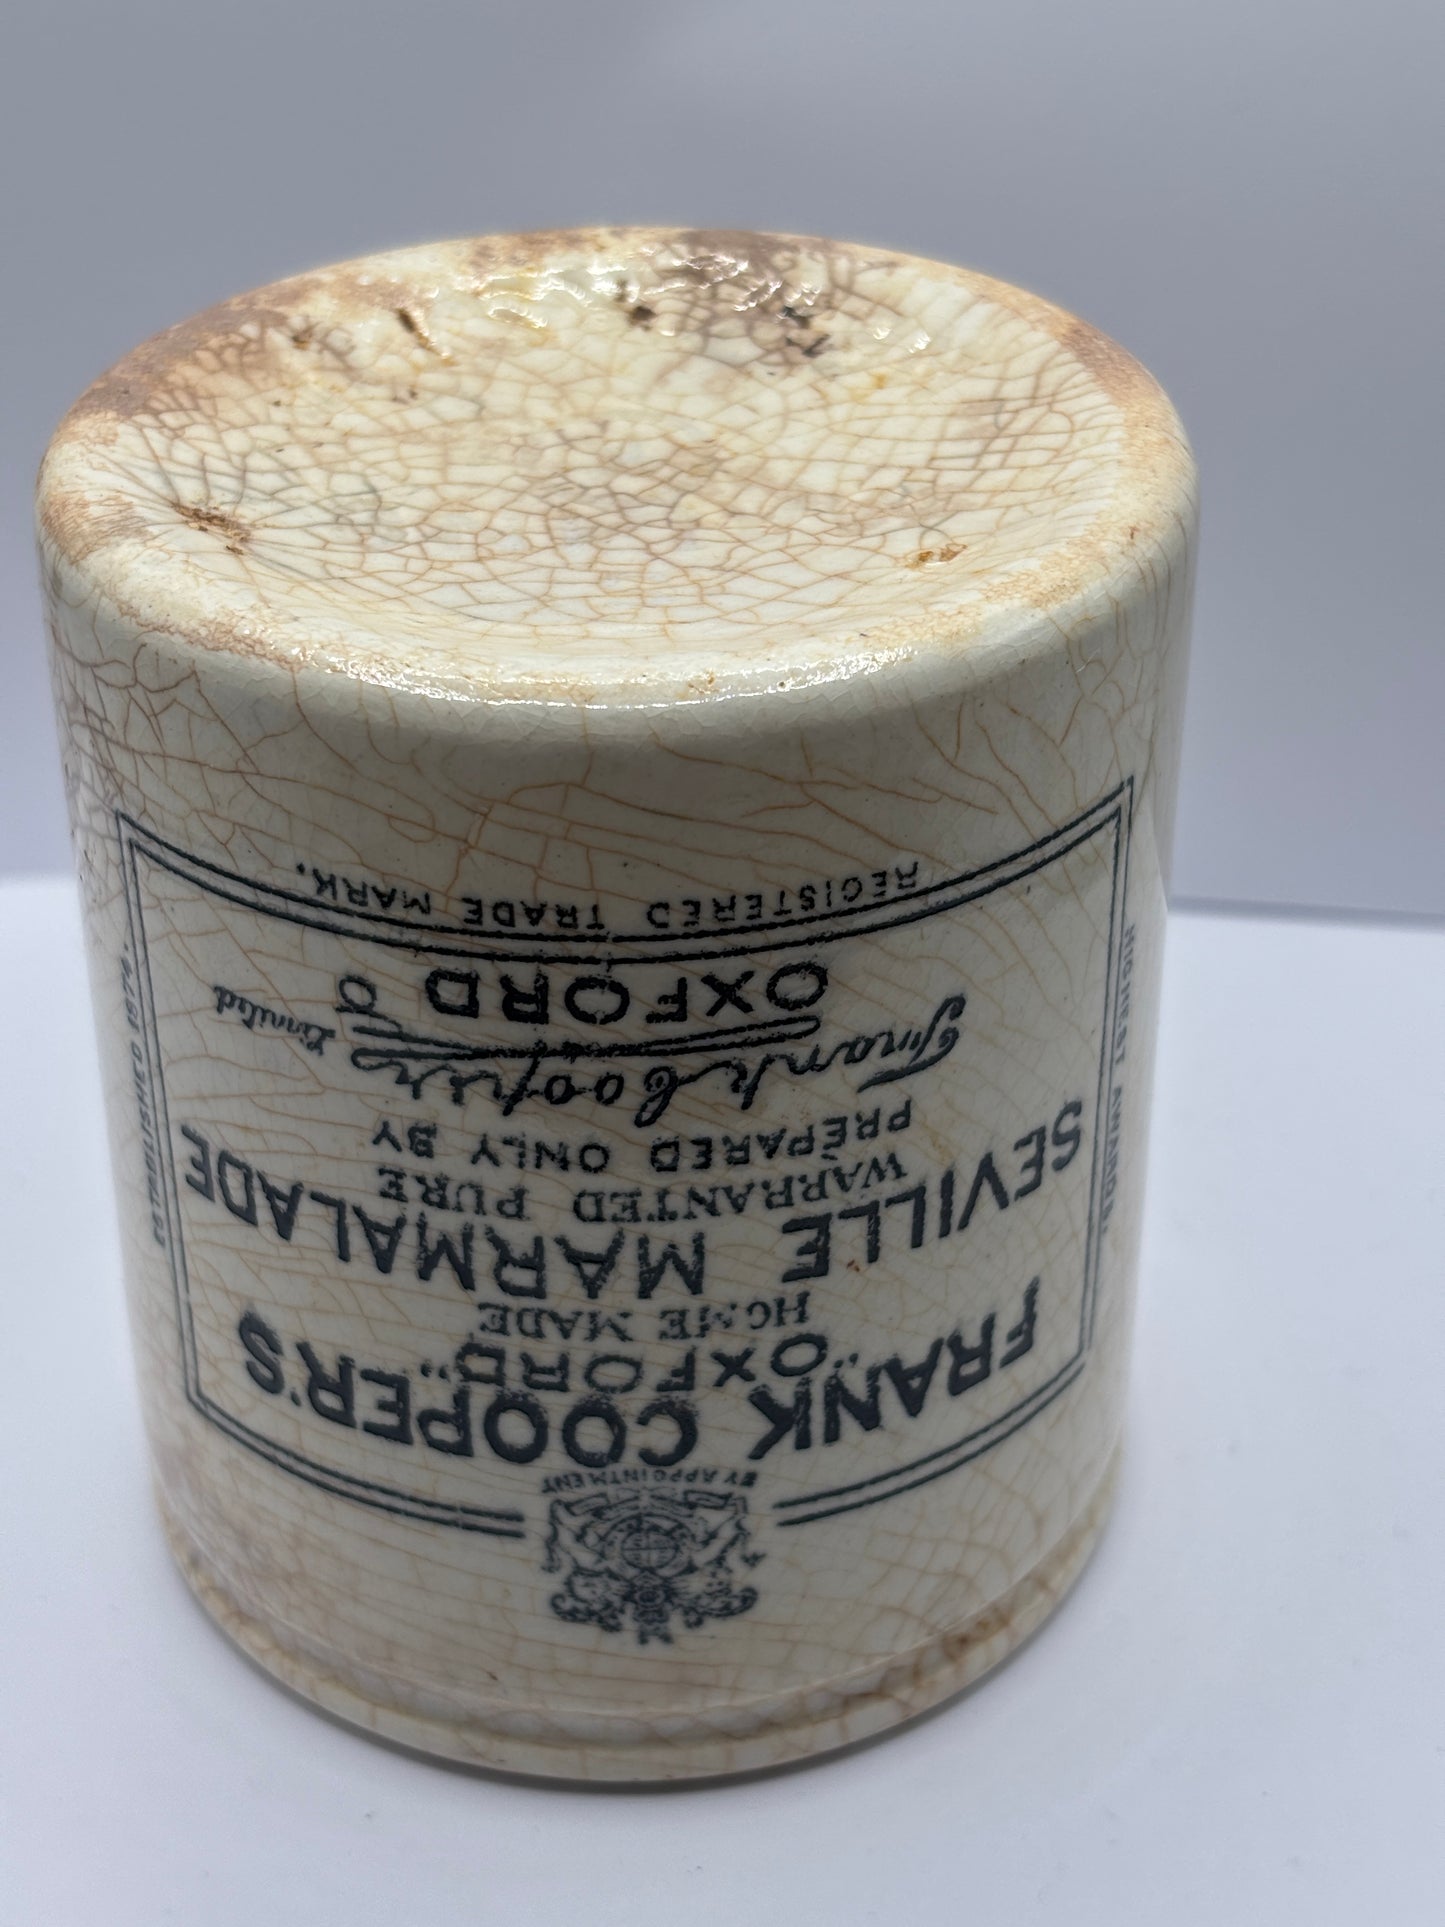 BY APPOINTMENT
FRANK COOPER'S
"OXFORD"
HOME MADE
SEVILLE MARMALADE
WARRANTED PURE
PREPARED ONLY BY
Frank Cooper Limited
OXFORD
REGISTERED TRADE MARK.
HIGHEST AWARDS.
ESTABLISHED 1874.